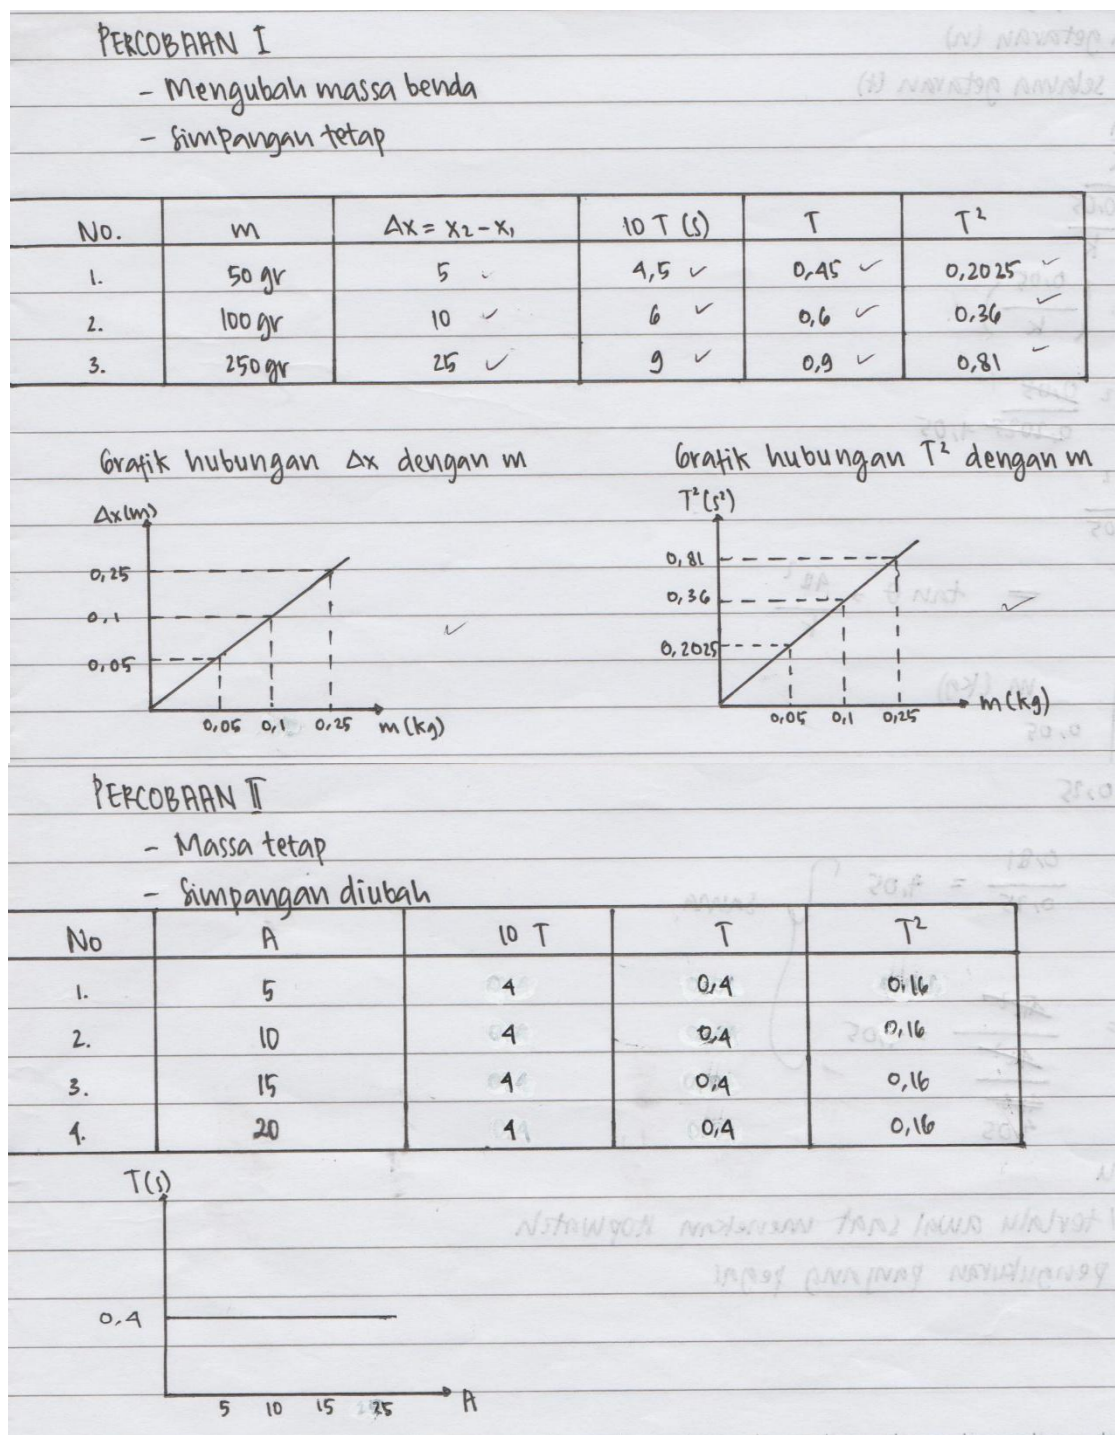 PERCOBAAN I
- Mengubah massa benda
- Simpangan tetap
No. m Δx = x₂ - x₁ 10 T (s) T T²
1. 50 gr 5 ✓ 4,5 ✓ 0,45 ✓ 0,2025 ✓
2. 100 gr 10 ✓ 6 ✓ 0,6 ✓ 0,36 ✓
3. 250 gr 25 ✓ 9 ✓ 0,9 ✓ 0,81 ✓
Grafik hubungan Δx dengan m
Δx(m)
0,25
0,1
0,05
0,05 0,1 0,25 m (kg)
✓
Grafik hubungan T² dengan m
T²(s²)
0,81
0,36
0,2025
0,05 0,1 0,25 m (kg)
✓
PERCOBAAN II
- Massa tetap
- Simpangan diubah
No A 10 T T T²
1. 5 4 0,4 0,16
2. 10 4 0,4 0,16
3. 15 4 0,4 0,16
4. 20 4 0,4 0,16
T(s)
0,4
5 10 15 25 A